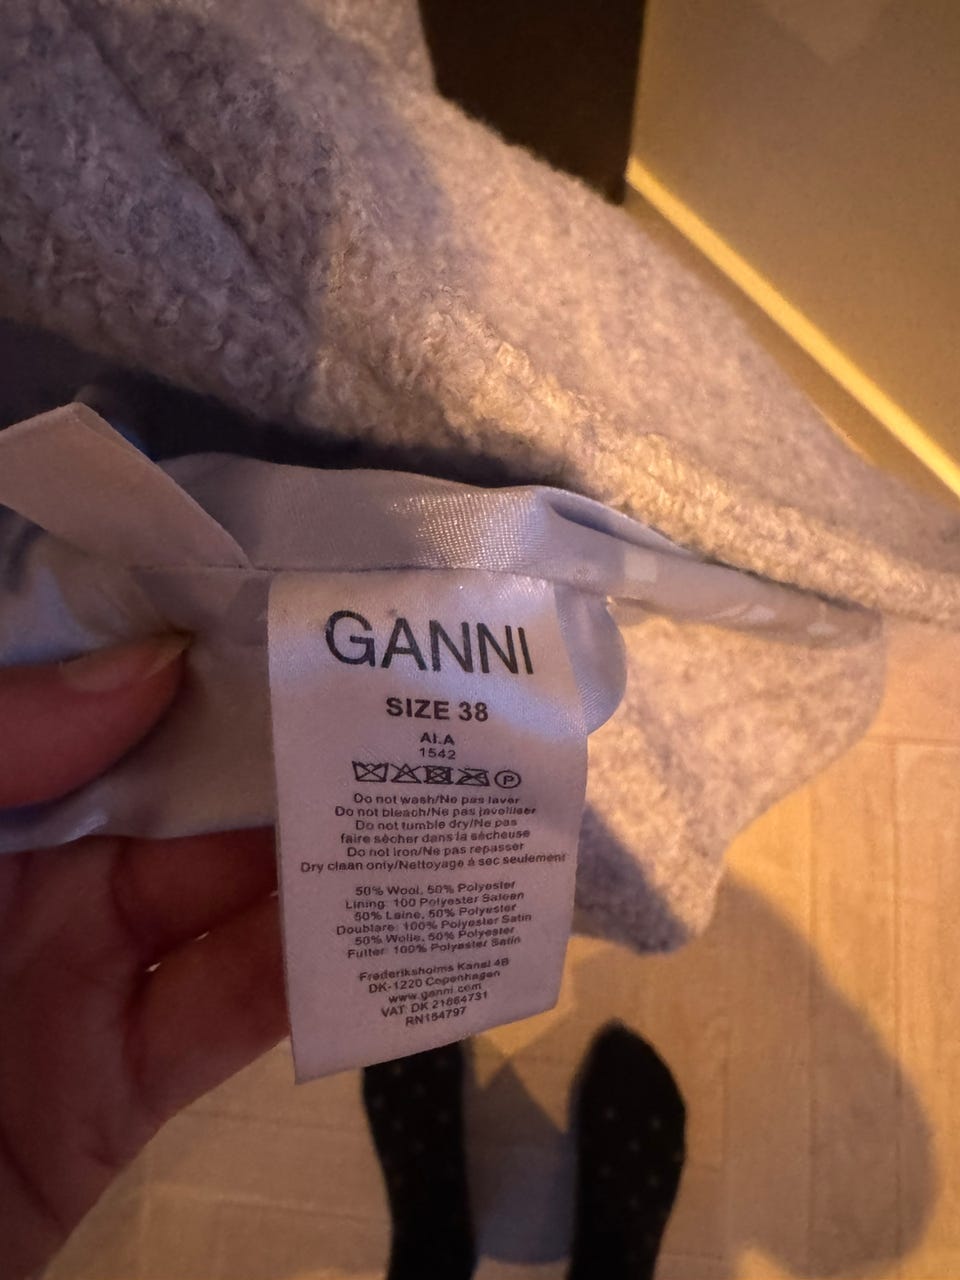 GANNI
SIZE 38
AI.A
1542
P
Do not wash/Ne pas laver
Do not bleach/Ne pas javelliser
Do not tumble dry/Ne pas
faire sécher dans la sécheuse
Do not iron/Ne pas repasser
Dry clean only/Nettoyage à sec seulement
50% Wool, 50% Polyester
Lining: 100 Polyester Sateen
50% Laine, 50% Polyester
Doublare: 100% Polyester Satin
50% Wolle, 50% Polyester
Futter: 100% Polyester Satin
Frederiksholms Kanal 4B
DK-1220 Copenhagen
www.ganni.com
VAT DK 21864731
RN154797